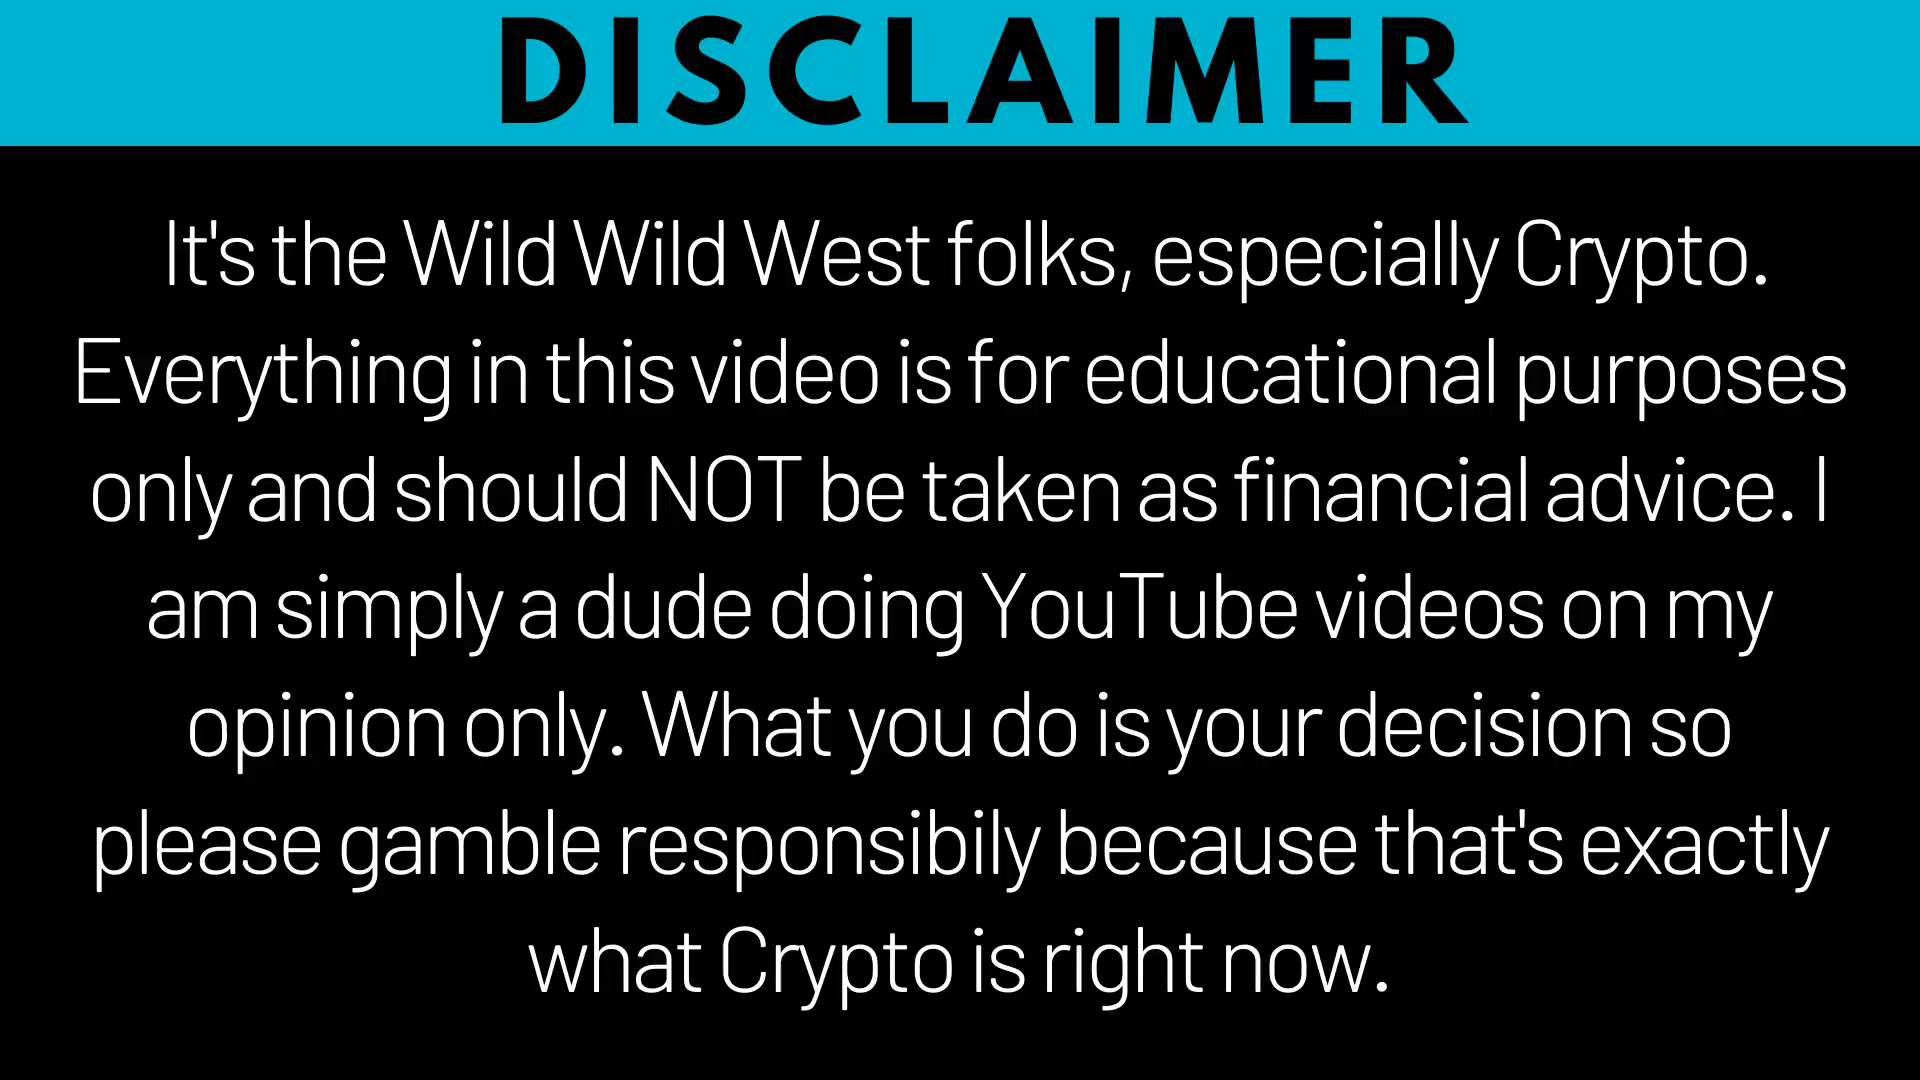 DISCLAIMER
It's the Wild Wild West folks, especially Crypto.
Everything in this video is for educational purposes
only and should NOT be taken as financial advice. I
am simply a dude doing YouTube videos on my
opinion only. What you do is your decision so
please gamble responsibily because that's exactly
what Crypto is right now.